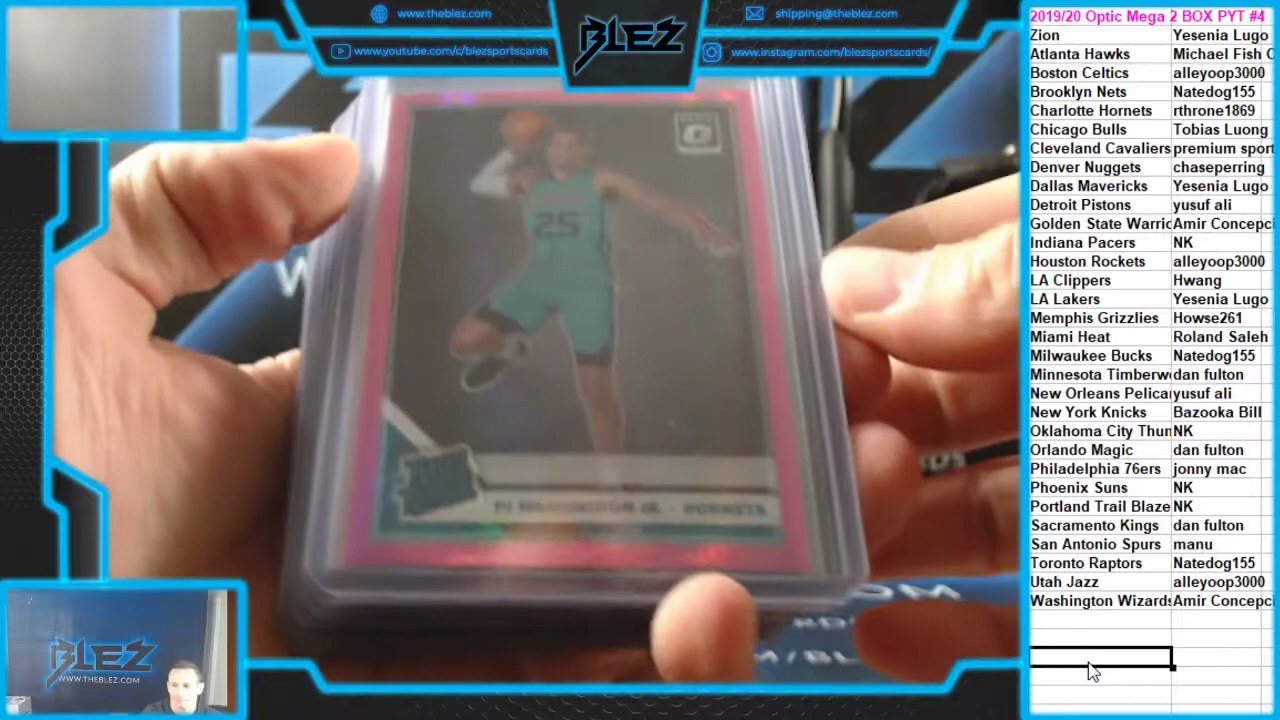 www.theblez.com
shipping@theblez.com
www.youtube.com/c/blezsportscards
www.instagram.com/blezsportscards/
BLEZ
25
PJ WASHINGTON JR. - HORNETS
BLEZ
WWW.THEBLEZ.COM
2019/20 Optic Mega 2 BOX PYT #4
Zion Yesenia Lugo
Atlanta Hawks Michael Fish C
Boston Celtics alleyoop3000
Brooklyn Nets Natedog155
Charlotte Hornets rthrone1869
Chicago Bulls Tobias Luong
Cleveland Cavaliers premium sport
Denver Nuggets chaseperring
Dallas Mavericks Yesenia Lugo
Detroit Pistons yusuf ali
Golden State Warric Amir Concepci
Indiana Pacers NK
Houston Rockets alleyoop3000
LA Clippers Hwang
LA Lakers Yesenia Lugo
Memphis Grizzlies Howse261
Miami Heat Roland Saleh
Milwaukee Bucks Natedog155
Minnesota Timberw dan fulton
New Orleans Pelica yusuf ali
New York Knicks Bazooka Bill
Oklahoma City Thun NK
Orlando Magic dan fulton
Philadelphia 76ers jonny mac
Phoenix Suns NK
Portland Trail Blaze NK
Sacramento Kings dan fulton
San Antonio Spurs manu
Toronto Raptors Natedog155
Utah Jazz alleyoop3000
Washington Wizards Amir Concepci